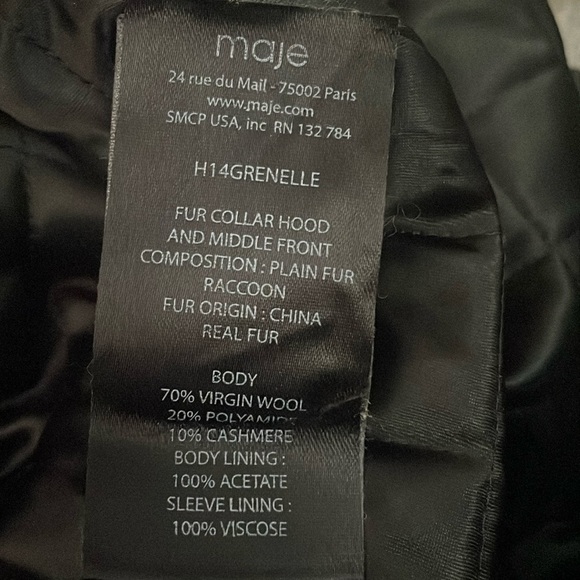 maje
24 rue du Mail - 75002 Paris
www.maje.com
SMCP USA, inc RN 132 784
H14GRENELLE
FUR COLLAR HOOD
AND MIDDLE FRONT
COMPOSITION : PLAIN FUR
RACCOON
FUR ORIGIN : CHINA
REAL FUR
BODY
70% VIRGIN WOOL
20% POLYAMIDE
10% CASHMERE
BODY LINING :
100% ACETATE
SLEEVE LINING :
100% VISCOSE